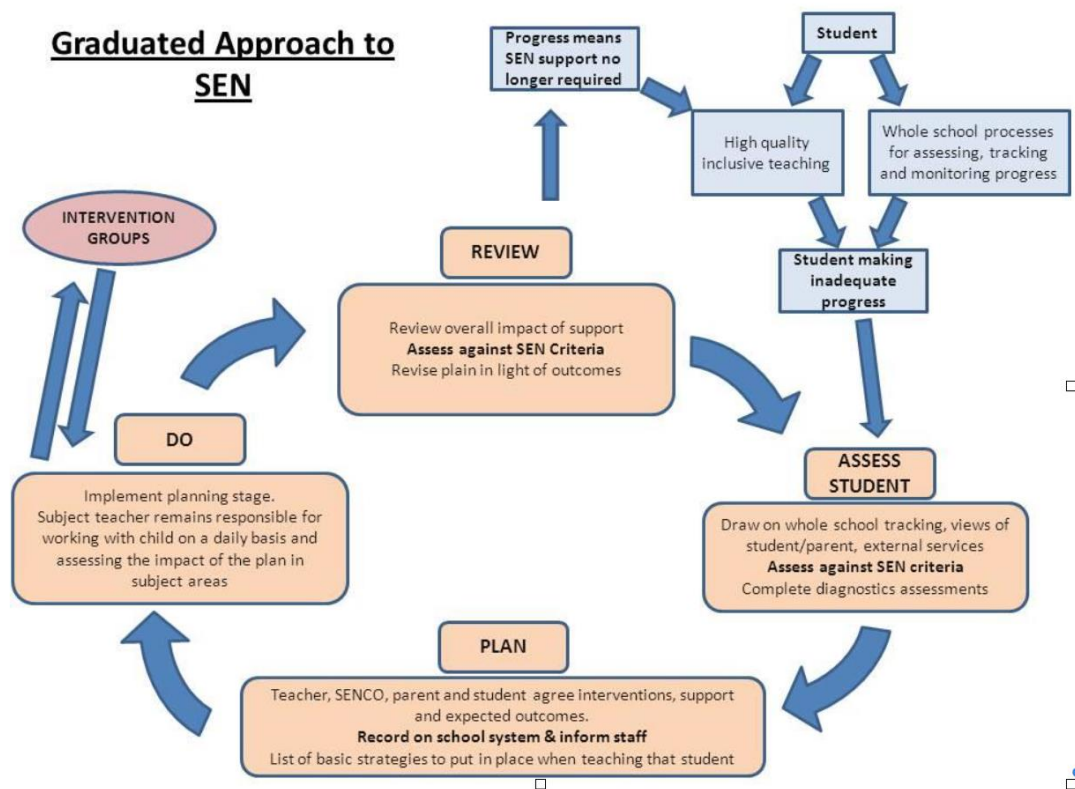 Graduated Approach to
SEN
Progress means
SEN support no
longer required
Student
High quality
inclusive teaching
Whole school processes
for assessing, tracking
and monitoring progress
Student making
inadequate
progress
INTERVENTION
GROUPS
REVIEW
Review overall impact of support
Assess against SEN Criteria
Revise plain in light of outcomes
DO
Implement planning stage.
Subject teacher remains responsible for
working with child on a daily basis and
assessing the impact of the plan in
subject areas
ASSESS
STUDENT
Draw on whole school tracking, views of
student/parent, external services
Assess against SEN criteria
Complete diagnostics assessments
PLAN
Teacher, SENCO, parent and student agree interventions, support
and expected outcomes.
Record on school system & inform staff
List of basic strategies to put in place when teaching that student